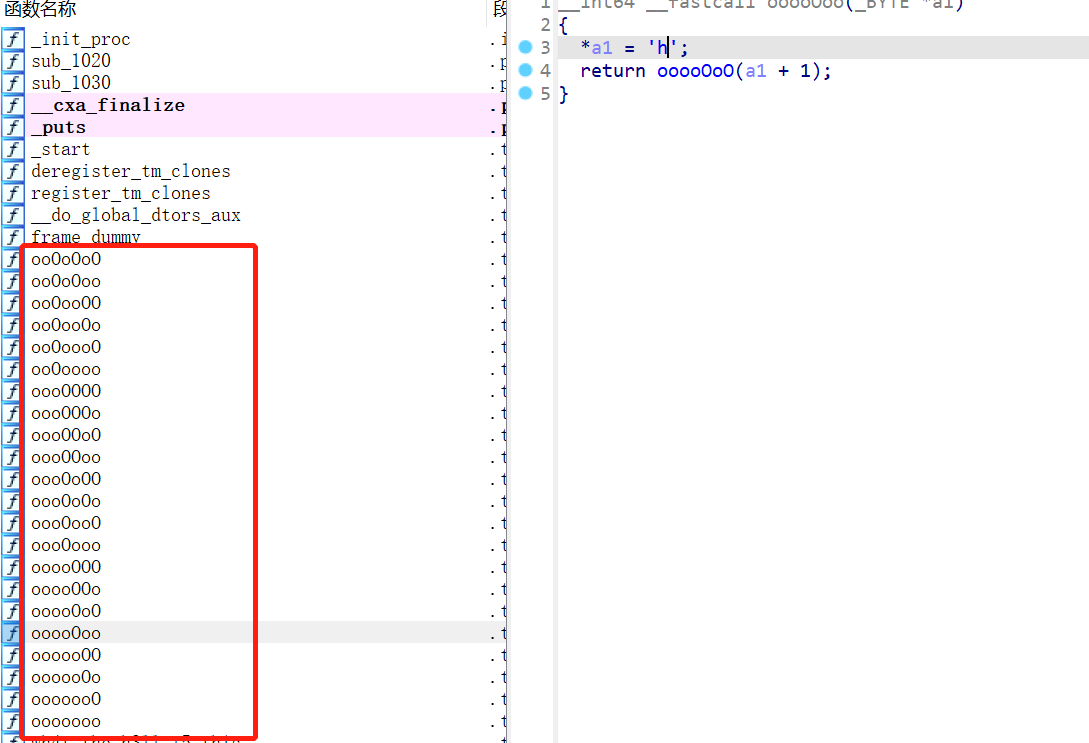 函数名称
段
_init_proc
.i
sub_1020
.p
sub_1030
.p
__cxa_finalize
.p
_puts
.p
_start
.t
deregister_tm_clones
.t
register_tm_clones
.t
__do_global_dtors_aux
.t
frame_dummy
.t
oo0o0o0
.t
oo0o0oo
.t
oo0oo00
.t
oo0oo0o
.t
oo0ooo0
.t
oo0oooo
.t
ooo0000
.t
ooo000o
.t
ooo00o0
.t
ooo00oo
.t
ooo0o00
.t
ooo0o0o
.t
ooo0oo0
.t
ooo0ooo
.t
oooo000
.t
oooo00o
.t
oooo0o0
.t
oooo0oo
.t
ooooo00
.t
ooooo0o
.t
oooooo0
.t
ooooooo
.t
1 __int64 __fastcall oooo0oo(_BYTE *a1)
2 {
3 *a1 = 'h';
4 return oooo0o0(a1 + 1);
5 }